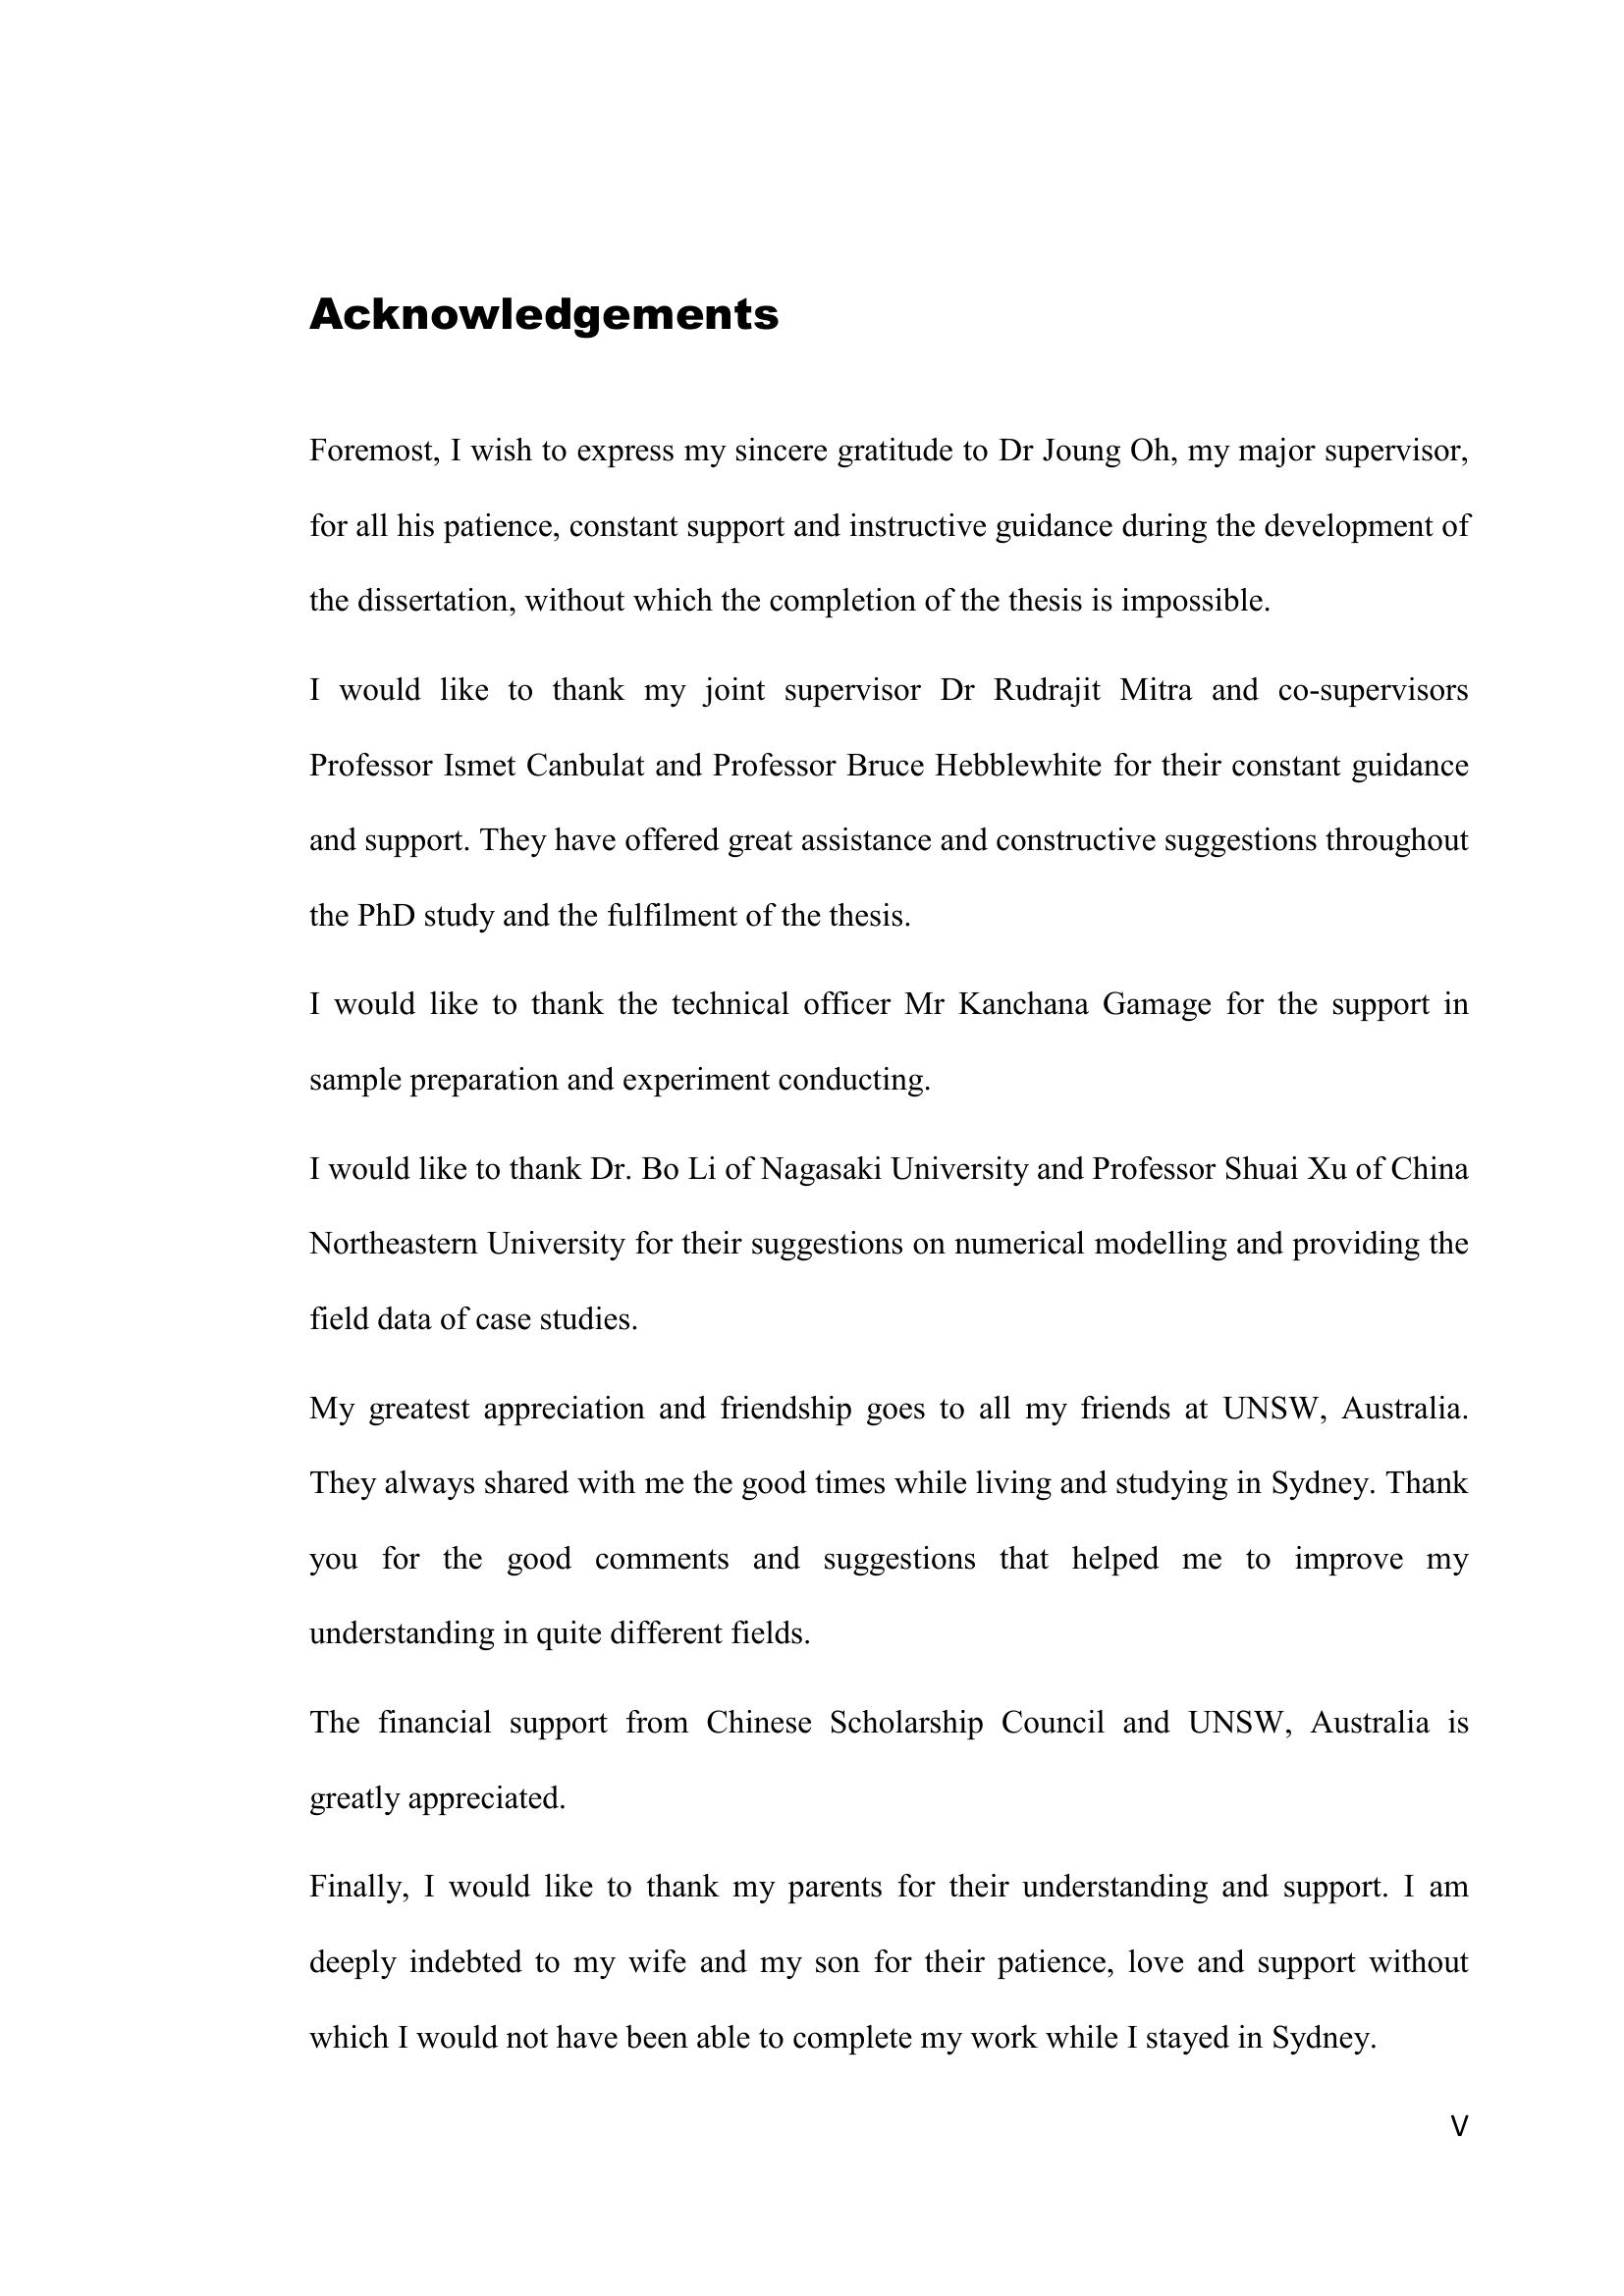 Acknowledgements
Foremost, I wish to express my sincere gratitude to Dr Joung Oh, my major supervisor,
for all his patience, constant support and instructive guidance during the development of
the dissertation, without which the completion of the thesis is impossible.
I would like to thank my joint supervisor Dr Rudrajit Mitra and co-supervisors
Professor Ismet Canbulat and Professor Bruce Hebblewhite for their constant guidance
and support. They have offered great assistance and constructive suggestions throughout
the PhD study and the fulfilment of the thesis.
I would like to thank the technical officer Mr Kanchana Gamage for the support in
sample preparation and experiment conducting.
I would like to thank Dr. Bo Li of Nagasaki University and Professor Shuai Xu of China
Northeastern University for their suggestions on numerical modelling and providing the
field data of case studies.
My greatest appreciation and friendship goes to all my friends at UNSW, Australia.
They always shared with me the good times while living and studying in Sydney. Thank
you for the good comments and suggestions that helped me to improve my
understanding in quite different fields.
The financial support from Chinese Scholarship Council and UNSW, Australia is
greatly appreciated.
Finally, I would like to thank my parents for their understanding and support. I am
deeply indebted to my wife and my son for their patience, love and support without
which I would not have been able to complete my work while I stayed in Sydney.
V